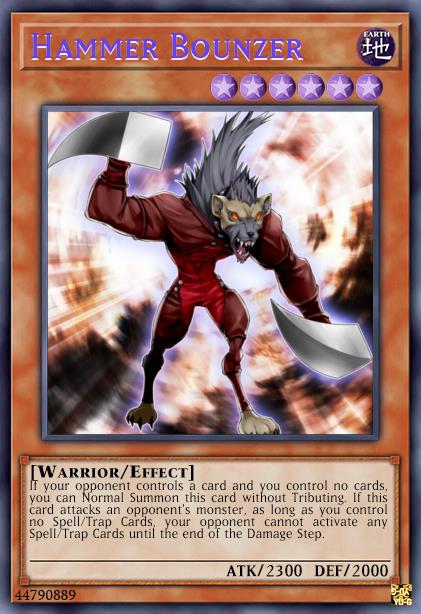 HAMMER BOUNZER
EARTH
地
[WARRIOR/EFFECT]
If your opponent controls a card and you control no cards,
you can Normal Summon this card without Tributing. If this
card attacks an opponent's monster, as long as you control
no Spell/Trap Cards, your opponent cannot activate any
Spell/Trap Cards until the end of the Damage Step.
ATK/2300 DEF/2000
44790889